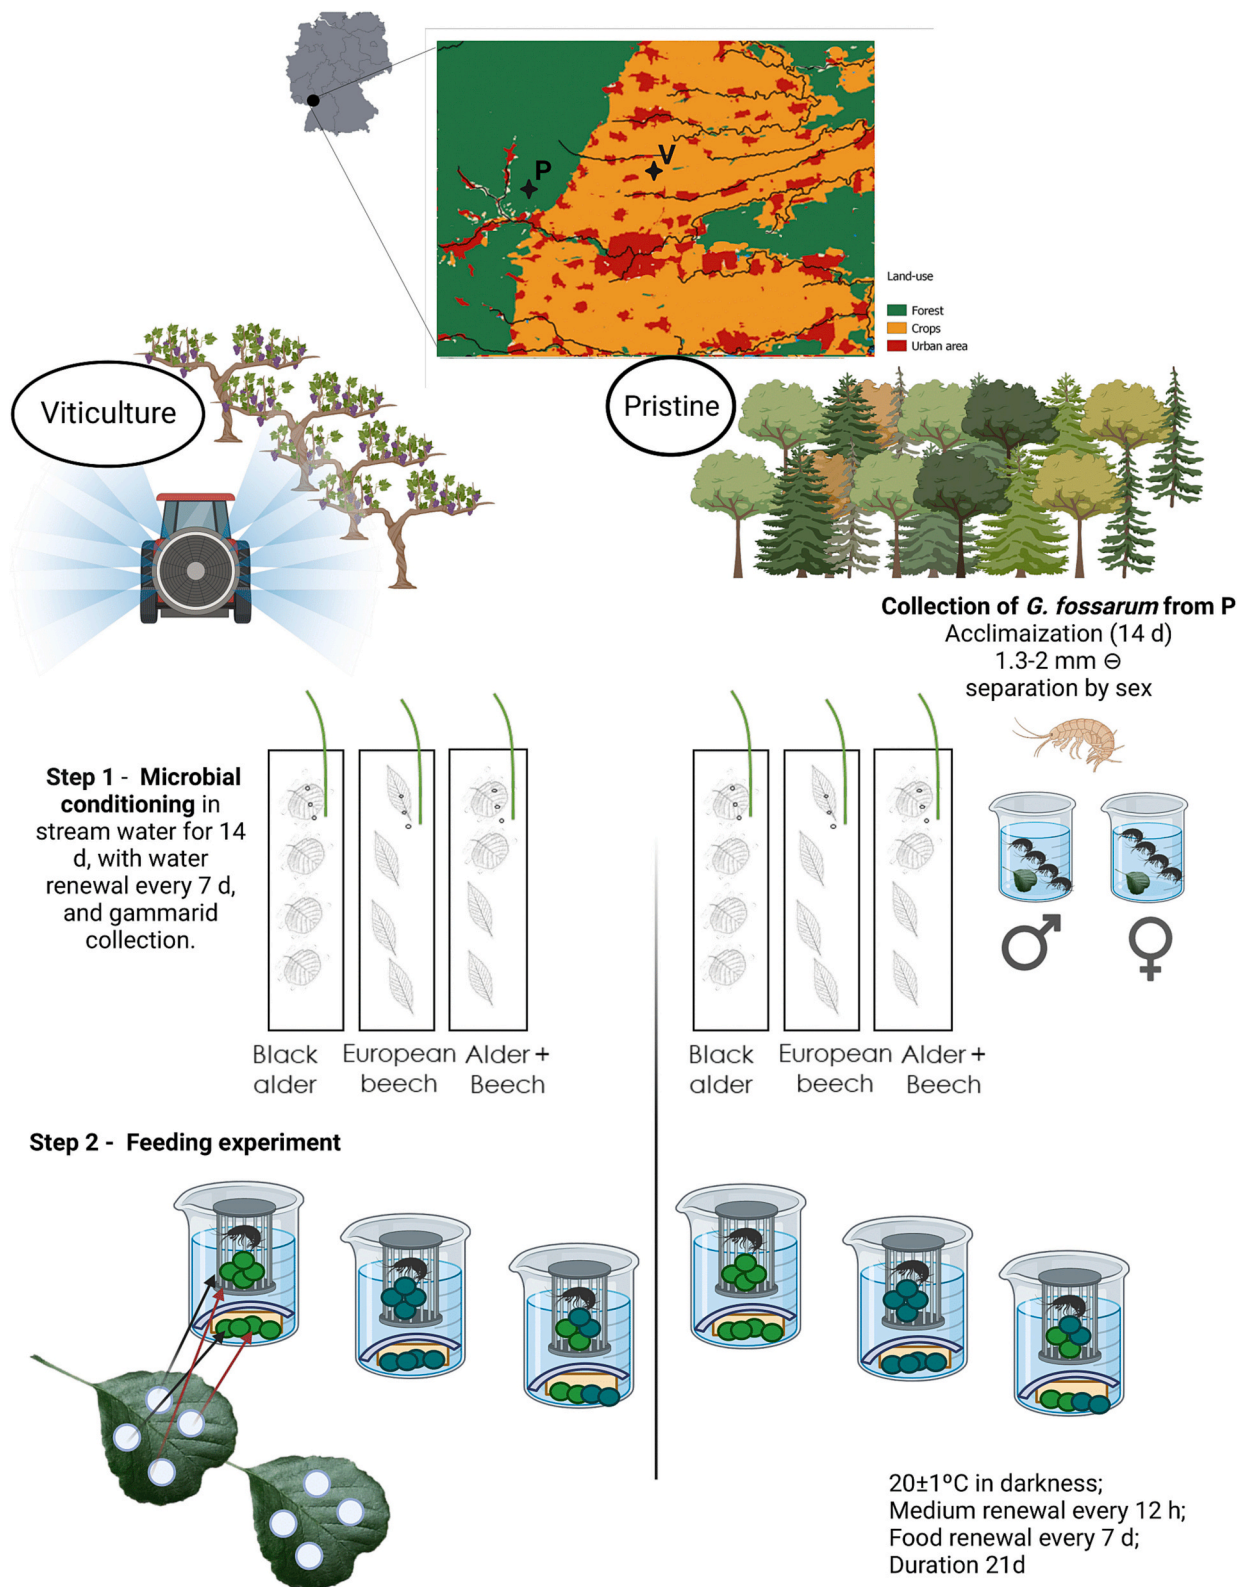 P
V
Land-use
Forest
Crops
Urban area
Viticulture
Pristine
Collection of G. fossarum from P
Acclimaization (14 d)
1.3-2 mm ⊖
separation by sex
Step 1 - Microbial
conditioning in
stream water for 14
d, with water
renewal every 7 d,
and gammarid
collection.
♂ ♀
Black
alder
European
beech
Alder +
Beech
Black
alder
European
beech
Alder +
Beech
Step 2 - Feeding experiment
20±1ºC in darkness;
Medium renewal every 12 h;
Food renewal every 7 d;
Duration 21d